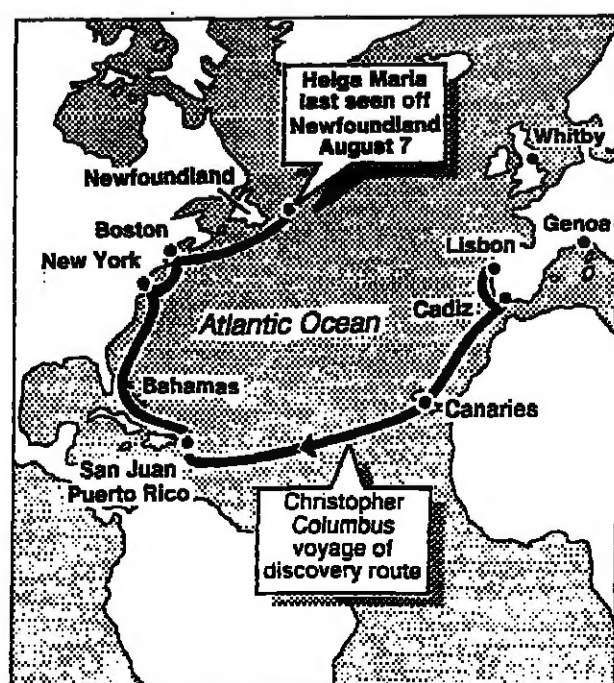 Helga Maria
last seen off
Newfoundland
August 7
Whitby
Newfoundland
Genoa
Boston
Lisbon
New York
Cadiz
Atlantic Ocean
Bahamas
Canaries
San Juan
Puerto Rico
Christopher
Columbus
voyage of
discovery route